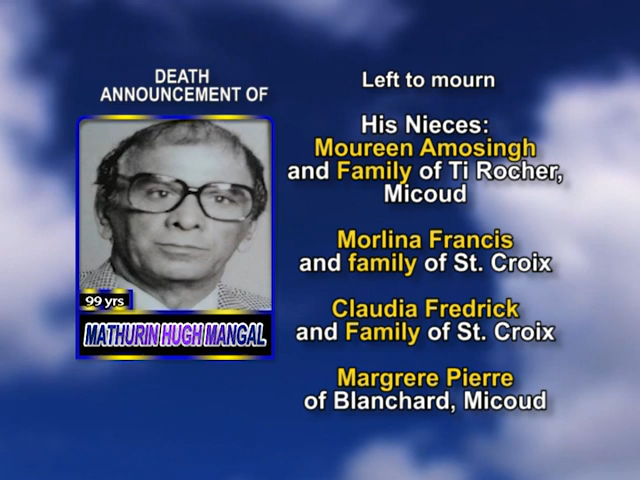 DEATH
ANNOUNCEMENT OF
99 yrs
MATHURIN HUGH MANGAL
Left to mourn
His Nieces:
Moureen Amosingh
and Family of Ti Rocher,
Micoud
Morlina Francis
and family of St. Croix
Claudia Fredrick
and Family of St. Croix
Margrere Pierre
of Blanchard, Micoud